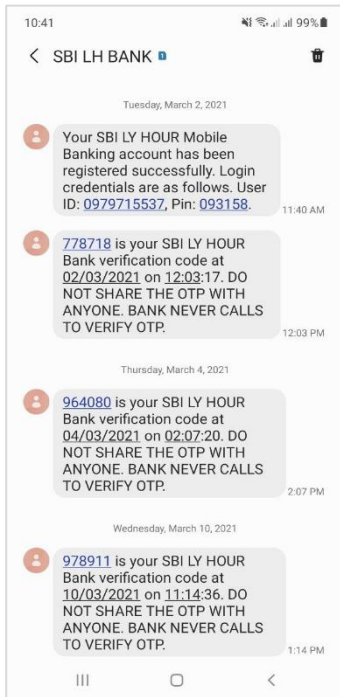 10:41
99%
SBI LH BANK 1
Tuesday, March 2, 2021
Your SBI LY HOUR Mobile
Banking account has been
registered successfully. Login
credentials are as follows. User
ID: 0979715537, Pin: 093158.
11:40 AM
778718 is your SBI LY HOUR
Bank verification code at
02/03/2021 on 12:03:17. DO
NOT SHARE THE OTP WITH
ANYONE. BANK NEVER CALLS
TO VERIFY OTP.
12:03 PM
Thursday, March 4, 2021
964080 is your SBI LY HOUR
Bank verification code at
04/03/2021 on 02:07:20. DO
NOT SHARE THE OTP WITH
ANYONE. BANK NEVER CALLS
TO VERIFY OTP.
2:07 PM
Wednesday, March 10, 2021
978911 is your SBI LY HOUR
Bank verification code at
10/03/2021 on 11:14:36. DO
NOT SHARE THE OTP WITH
ANYONE. BANK NEVER CALLS
TO VERIFY OTP.
1:14 PM